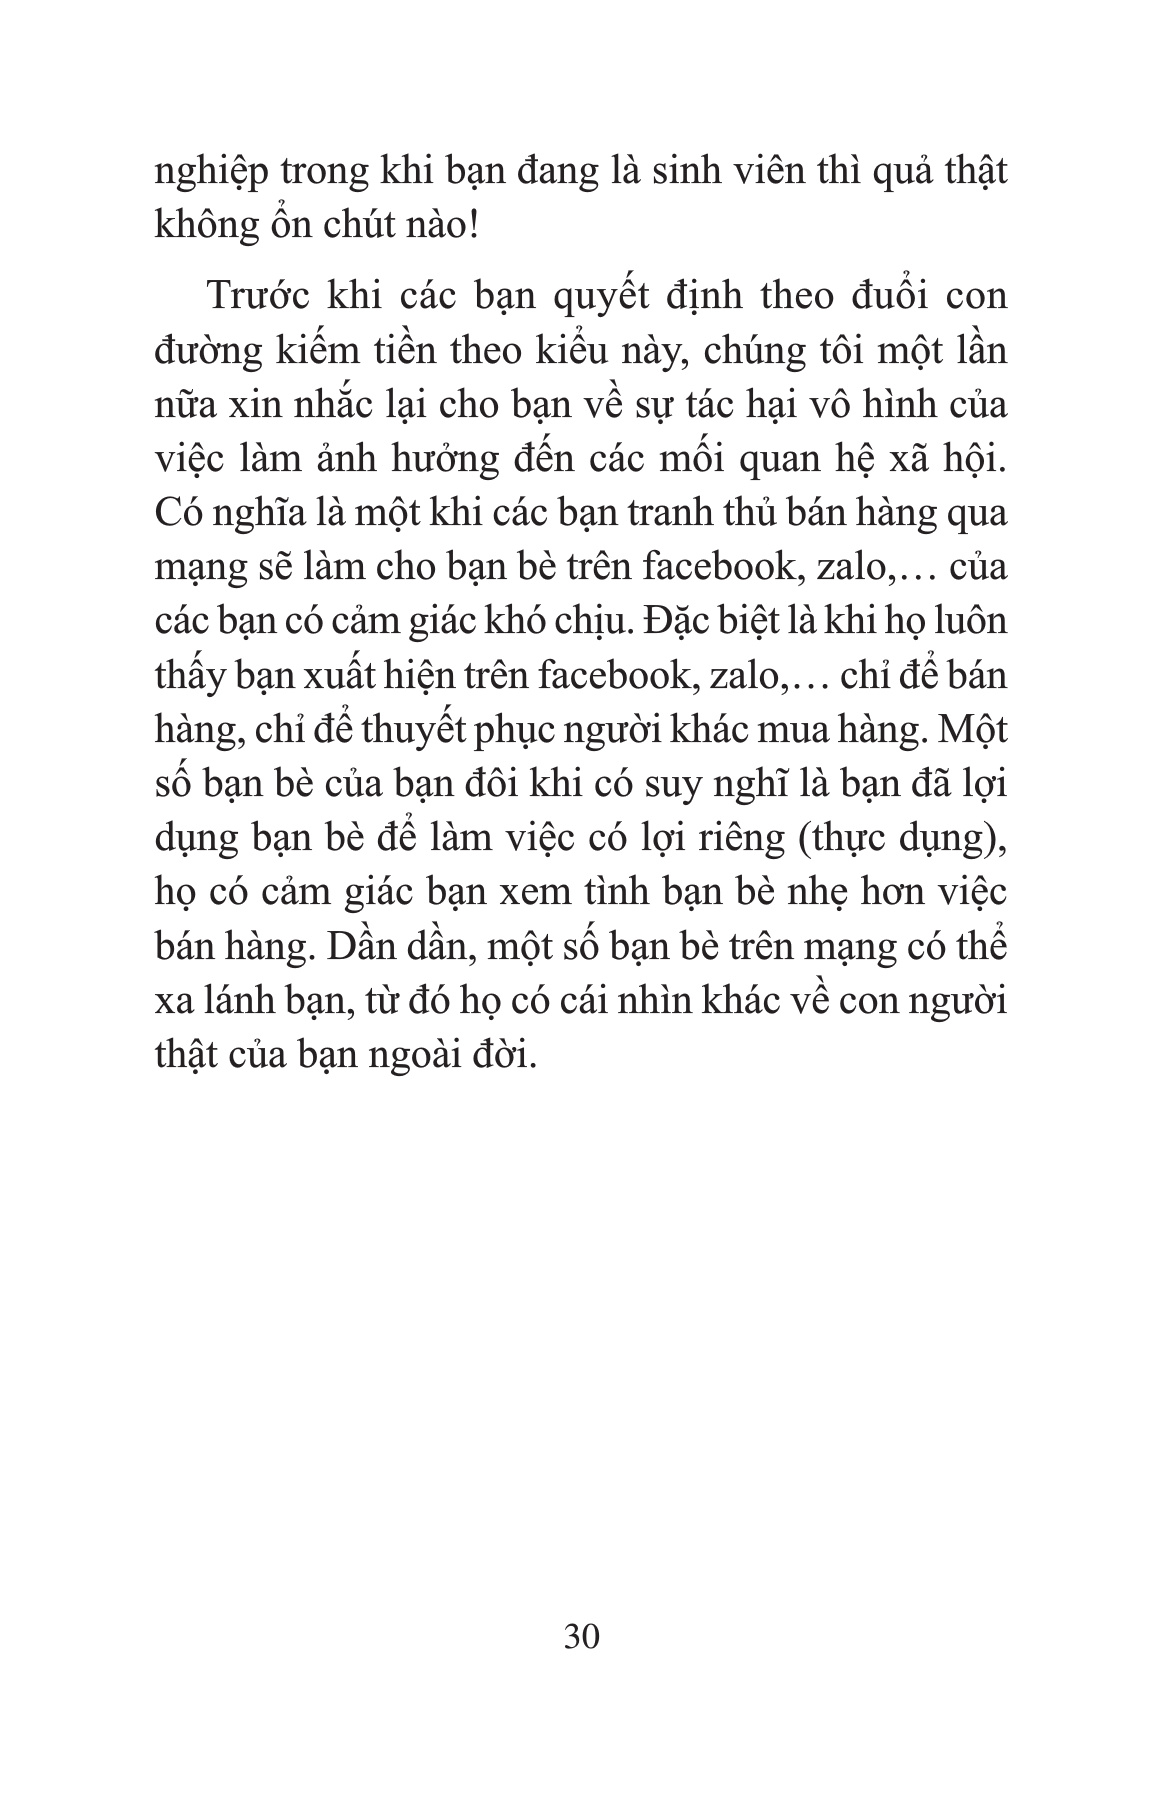 nghiệp trong khi bạn đang là sinh viên thì quả thật
không ổn chút nào!
Trước khi các bạn quyết định theo đuổi con
đường kiếm tiền theo kiểu này, chúng tôi một lần
nữa xin nhắc lại cho bạn về sự tác hại vô hình của
việc làm ảnh hưởng đến các mối quan hệ xã hội.
Có nghĩa là một khi các bạn tranh thủ bán hàng qua
mạng sẽ làm cho bạn bè trên facebook, zalo,… của
các bạn có cảm giác khó chịu. Đặc biệt là khi họ luôn
thấy bạn xuất hiện trên facebook, zalo,… chỉ để bán
hàng, chỉ để thuyết phục người khác mua hàng. Một
số bạn bè của bạn đôi khi có suy nghĩ là bạn đã lợi
dụng bạn bè để làm việc có lợi riêng (thực dụng),
họ có cảm giác bạn xem tình bạn bè nhẹ hơn việc
bán hàng. Dần dần, một số bạn bè trên mạng có thể
xa lánh bạn, từ đó họ có cái nhìn khác về con người
thật của bạn ngoài đời.
30